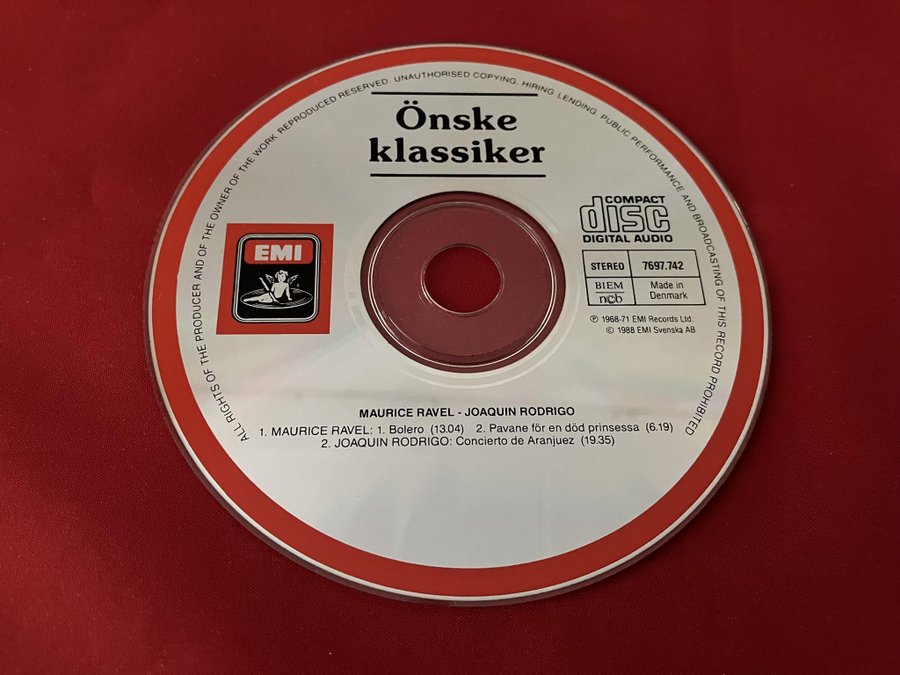 ALL RIGHTS OF THE PRODUCER AND OF THE OWNER OF THE WORK REPRODUCED RESERVED. UNAUTHORISED COPYING, HIRING, LENDING, PUBLIC PERFORMANCE AND BROADCASTING OF THIS RECORD PROHIBITED
Önske
klassiker
EMI
COMPACT
disc
DIGITAL AUDIO
STEREO 7697.742
BIEM
ncb
Made in
Denmark
℗ 1968-71 EMI Records Ltd.
© 1988 EMI Svenska AB
MAURICE RAVEL - JOAQUIN RODRIGO
1. MAURICE RAVEL: 1. Bolero (13.04) 2. Pavane för en död prinsessa (6.19)
2. JOAQUIN RODRIGO: Concierto de Aranjuez (19.35)